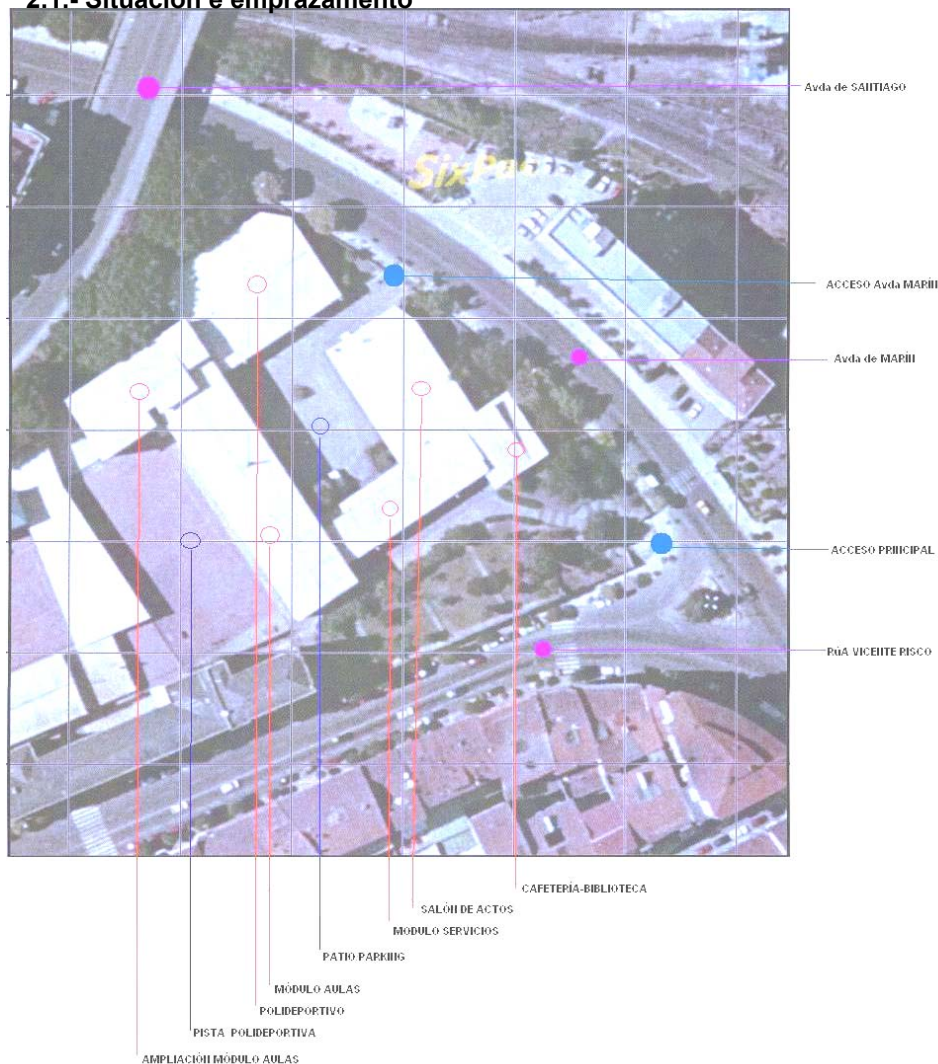 2.1.- Situación e emprazamento
Avda de SANTIAGO
ACCESO Avda MARÍN
Avda de MARÍN
ACCESO PRINCIPAL
RúA VICENTE RISCO
CAFETERÍA-BIBLIOTECA
SALÓN DE ACTOS
MODULO SERVICIOS
PATIO PARKING
MÓDULO AULAS
POLIDEPORTIVO
PISTA POLIDEPORTIVA
AMPLIACIÓN MÓDULO AULAS